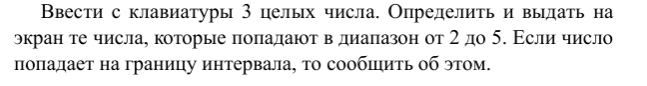 Ввести с клавиатуры 3 целых числа. Определить и выдать на
экран те числа, которые попадают в диапазон от 2 до 5. Если число
попадает на границу интервала, то сообщить об этом.